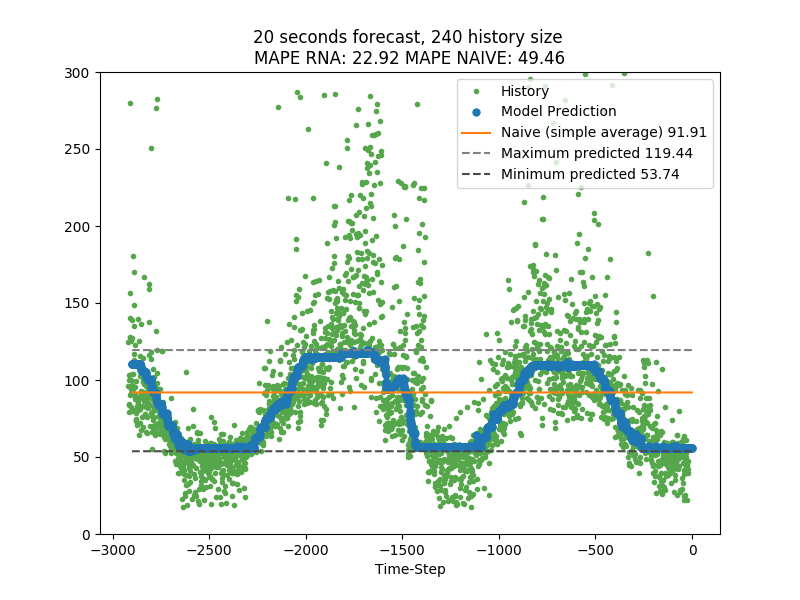 20 seconds forecast, 240 history size
MAPE RNA: 22.92 MAPE NAIVE: 49.46
300
250
200
150
100
50
0
History
Model Prediction
Naive (simple average) 91.91
Maximum predicted 119.44
Minimum predicted 53.74
−3000 −2500 −2000 −1500 −1000 −500 0
Time-Step